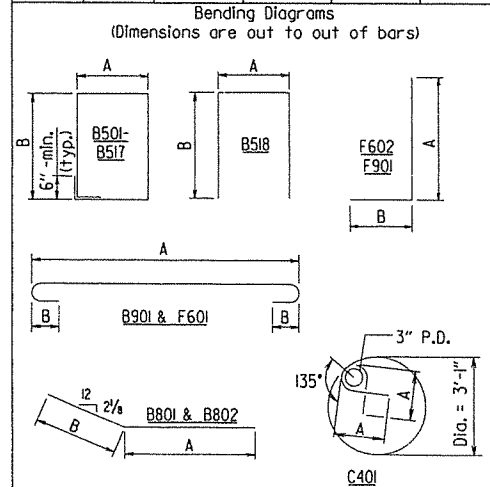 Bending Diagrams
(Dimensions are out to out of bars)
A
A
B
6"-min.
(typ.)
B501-
B517
B
B518
F602
F901
A
B
A
B
B901 & F601
B
12
2⅛
B801 & B802
B
A
3" P.D.
135°
A
A
Dia. = 3'-1"
C401